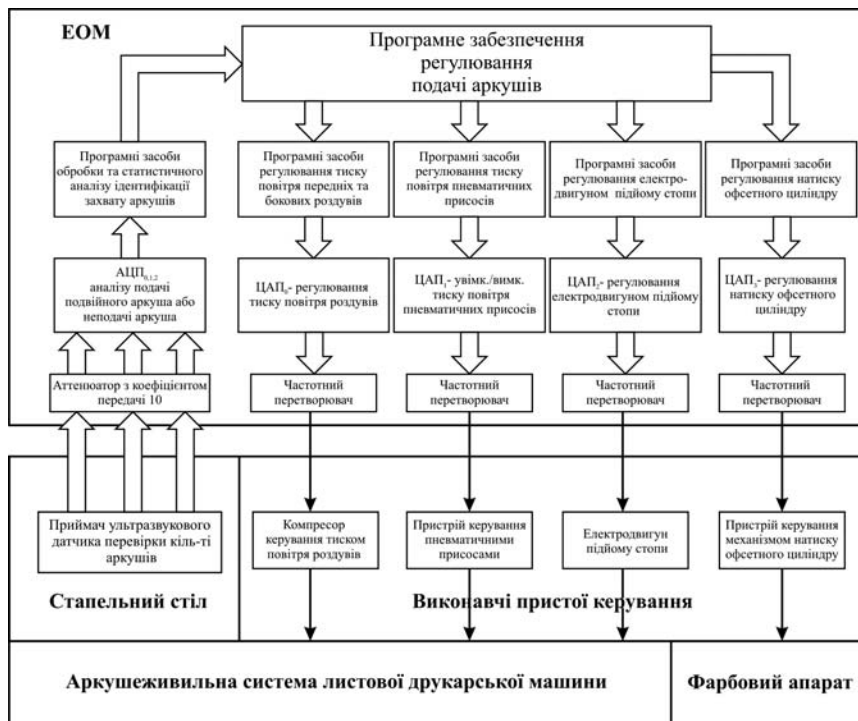 ЕОМ
Програмне забезпечення
регулювання
подачі аркушів
Програмні засоби
обробки та статистичного
аналізу ідентифікації
захвату аркушів
Програмні засоби
регулювання тиску
повітря передніх та
бокових роздувів
Програмні засоби
регулювання тиску
повітря пневматичних
присосів
Програмні засоби
регулювання електро-
двигуном підйому стопи
Програмні засоби
регулювання натиску
офсетного циліндру
АЦП0,1,2
аналізу подачі
подвійного аркуша або
неподачі аркуша
ЦАП0- регулювання
тиску повітря роздувів
ЦАП1- увімк./вимк.
тиску повітря
пневматичних присосів
ЦАП2- регулювання
електродвигуном підйому
стопи
ЦАП3- регулювання
натиску офсетного
циліндру
Аттенюатор з коефіцієнтом
передачі 10
Частотний
перетворювач
Частотний
перетворювач
Частотний
перетворювач
Частотний
перетворювач
Приймач ультразвукового
датчика перевірки кіль-ті
аркушів
Компресор
керування тиском
повітря роздувів
Пристрій керування
пневматичними
присосами
Електродвигун
підйому стопи
Пристрій керування
механізмом натиску
офсетного циліндру
Стапельний стіл
Виконавчі пристої керування
Аркушеживильна система листової друкарської машини
Фарбовий апарат